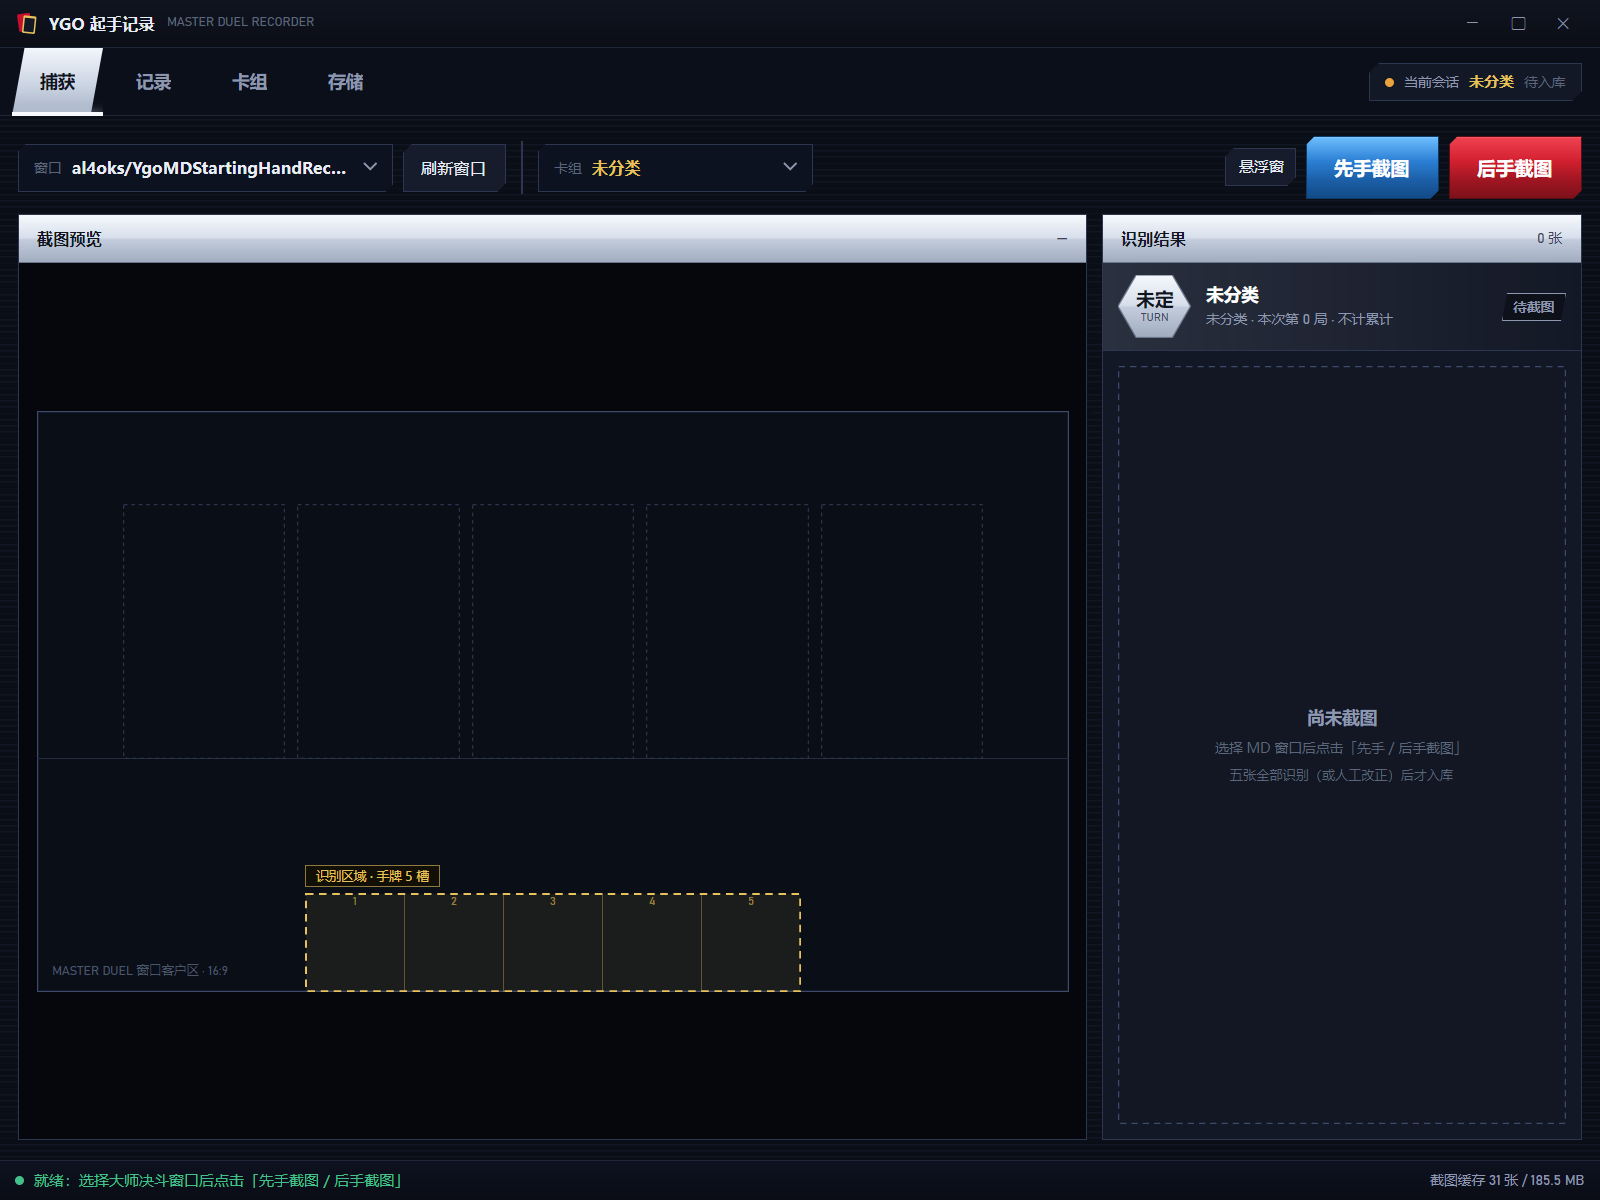 YGO 起手记录 MASTER DUEL RECORDER
捕获 记录 卡组 存储
当前会话 未分类 待入库
窗口 al4oks/YgoMDStartingHandRec... 刷新窗口 卡组 未分类 悬浮窗 先手截图 后手截图
截图预览
识别结果 0 张
未定
TURN
未分类
未分类 · 本次第 0 局 · 不计累计
待截图
尚未截图
选择 MD 窗口后点击「先手 / 后手截图」
五张全部识别（或人工改正）后才入库
识别区域 · 手牌 5 槽
1 2 3 4 5
MASTER DUEL 窗口客户区 · 16:9
就绪：选择大师决斗窗口后点击「先手截图 / 后手截图」
截图缓存 31 张 / 185.5 MB